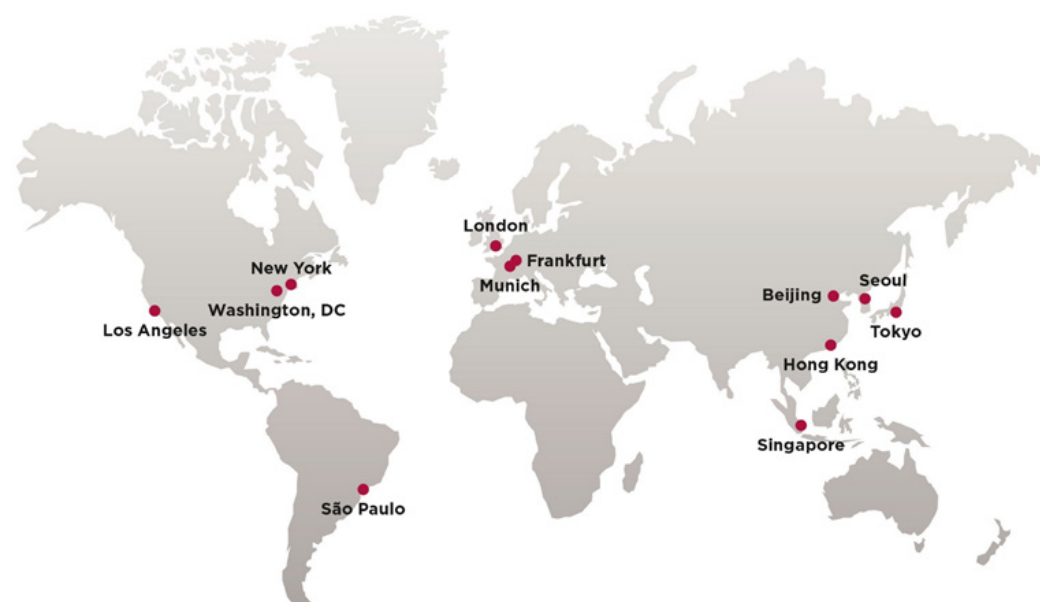 London
Frankfurt
Munich
New York
Washington, DC
Los Angeles
Seoul
Beijing
Tokyo
Hong Kong
Singapore
São Paulo